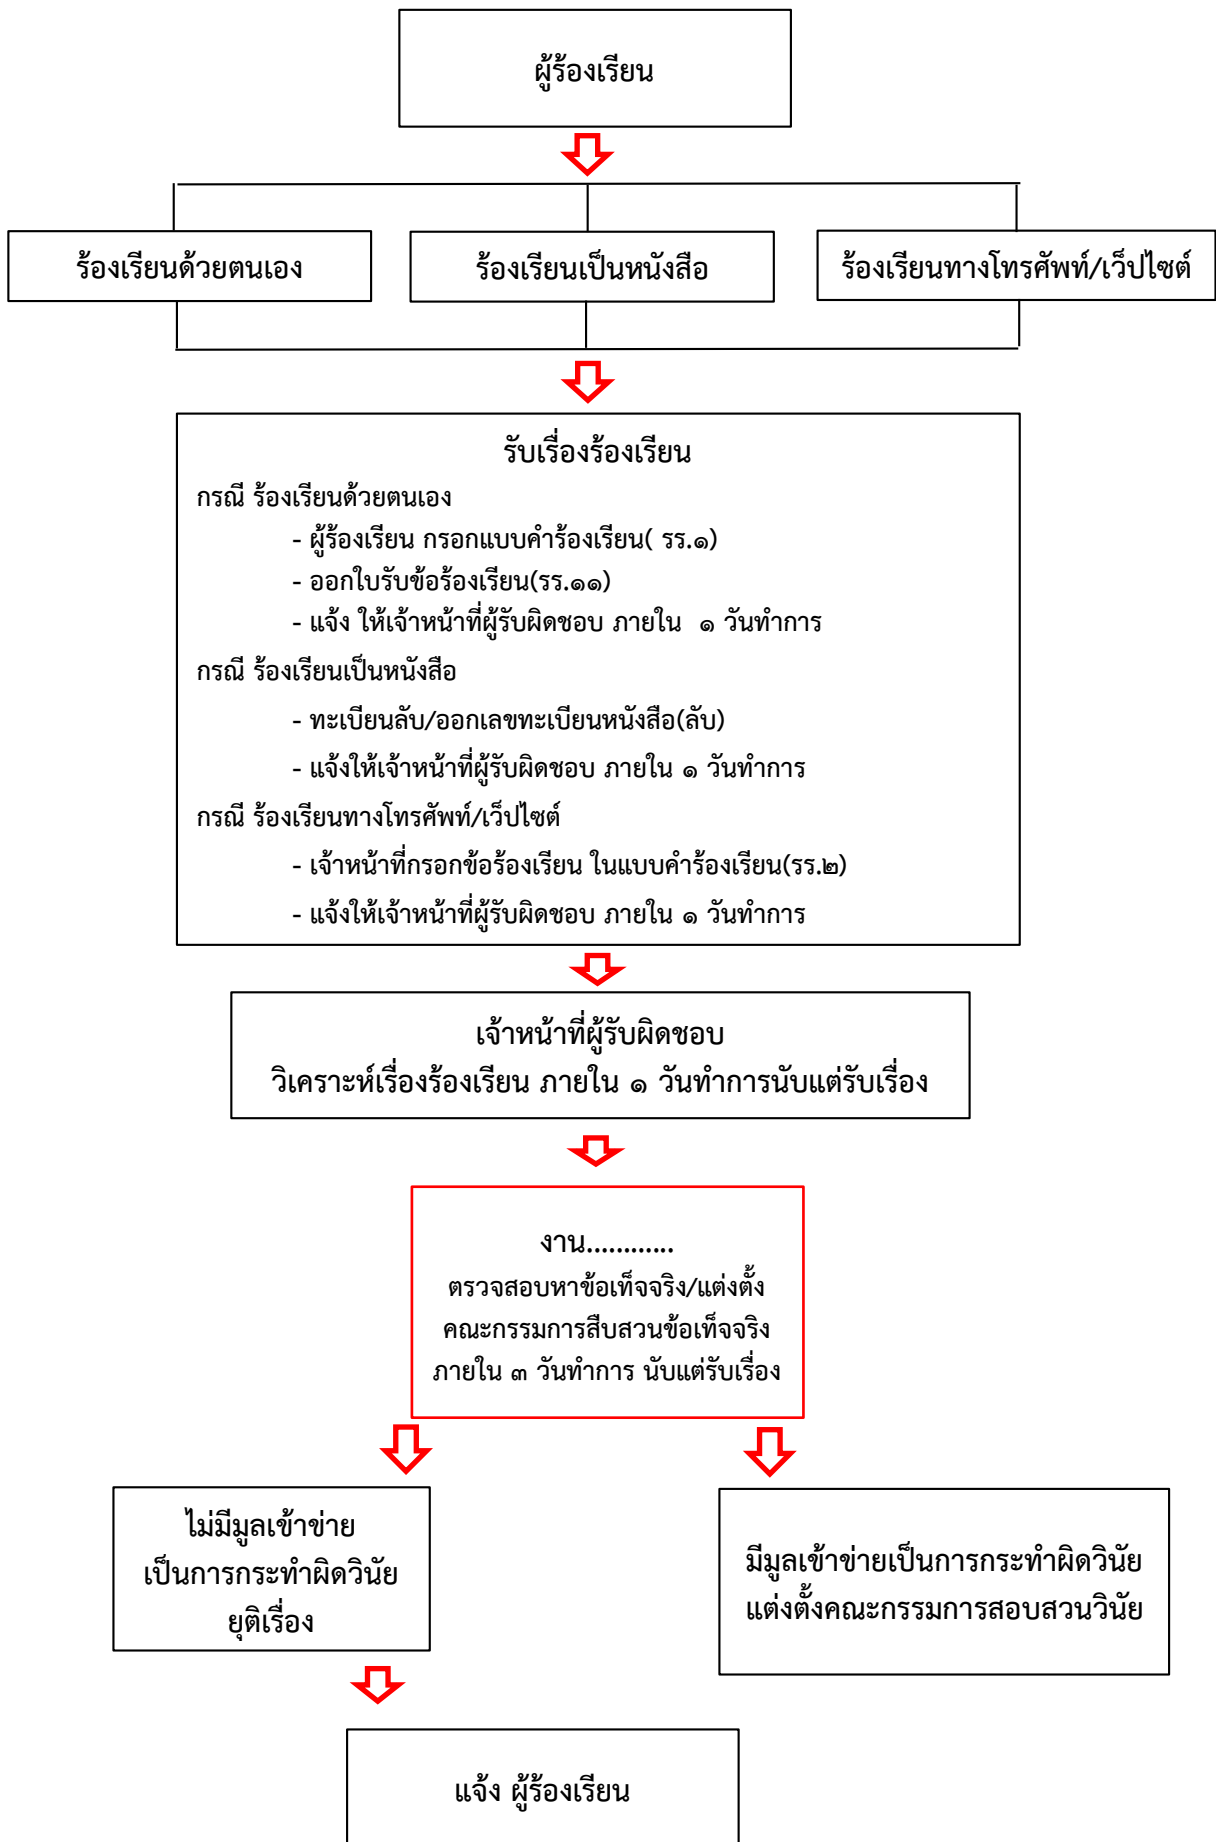 ผู้ร้องเรียน
ร้องเรียนด้วยตนเอง
ร้องเรียนเป็นหนังสือ
ร้องเรียนทางโทรศัพท์/เว็ปไซต์
รับเรื่องร้องเรียน
กรณี ร้องเรียนด้วยตนเอง
- ผู้ร้องเรียน กรอกแบบคำร้องเรียน( รร.๑)
- ออกใบรับข้อร้องเรียน(รร.๑๑)
- แจ้ง ให้เจ้าหน้าที่ผู้รับผิดชอบ ภายใน ๑ วันทำการ
กรณี ร้องเรียนเป็นหนังสือ
- ทะเบียนลับ/ออกเลขทะเบียนหนังสือ(ลับ)
- แจ้งให้เจ้าหน้าที่ผู้รับผิดชอบ ภายใน ๑ วันทำการ
กรณี ร้องเรียนทางโทรศัพท์/เว็ปไซต์
- เจ้าหน้าที่กรอกข้อร้องเรียน ในแบบคำร้องเรียน(รร.๒)
- แจ้งให้เจ้าหน้าที่ผู้รับผิดชอบ ภายใน ๑ วันทำการ
เจ้าหน้าที่ผู้รับผิดชอบ
วิเคราะห์เรื่องร้องเรียน ภายใน ๑ วันทำการนับแต่รับเรื่อง
งาน............
ตรวจสอบหาข้อเท็จจริง/แต่งตั้ง
คณะกรรมการสืบสวนข้อเท็จจริง
ภายใน ๓ วันทำการ นับแต่รับเรื่อง
ไม่มีมูลเข้าข่าย
เป็นการกระทำผิดวินัย
ยุติเรื่อง
มีมูลเข้าข่ายเป็นการกระทำผิดวินัย
แต่งตั้งคณะกรรมการสอบสวนวินัย
แจ้ง ผู้ร้องเรียน